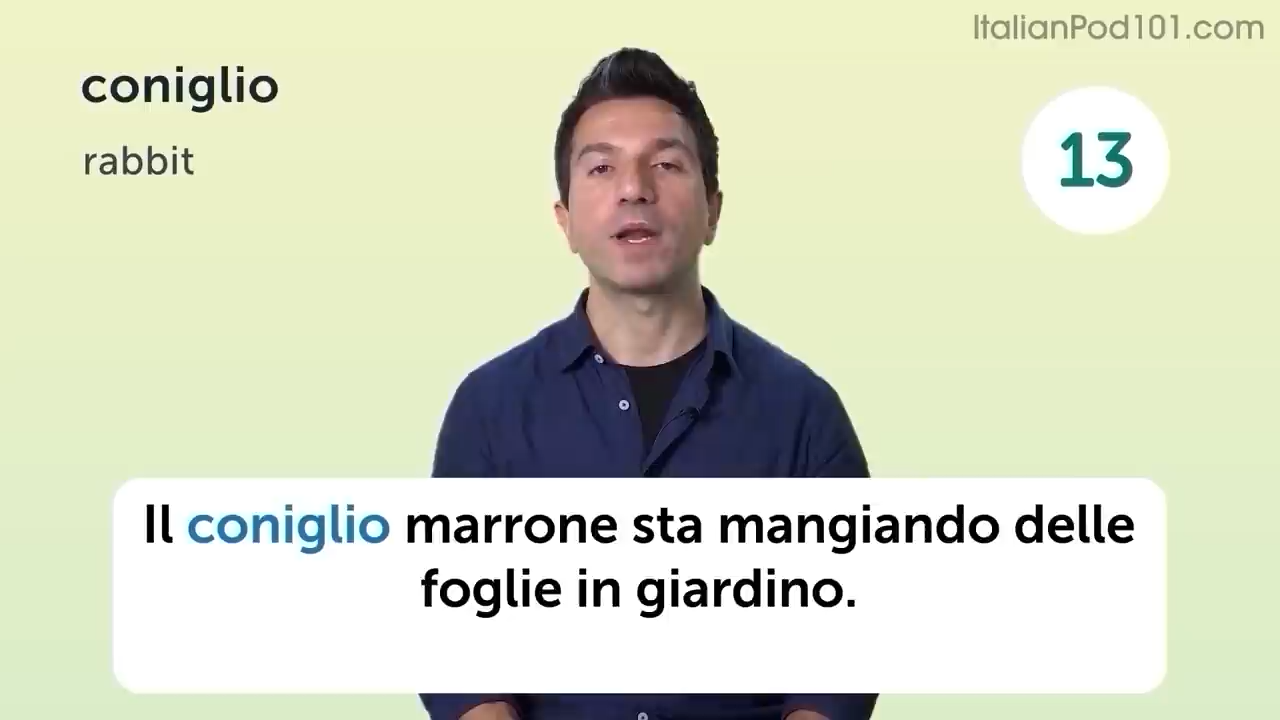 ItalianPod101.com
coniglio
rabbit
13
Il coniglio marrone sta mangiando delle
foglie in giardino.